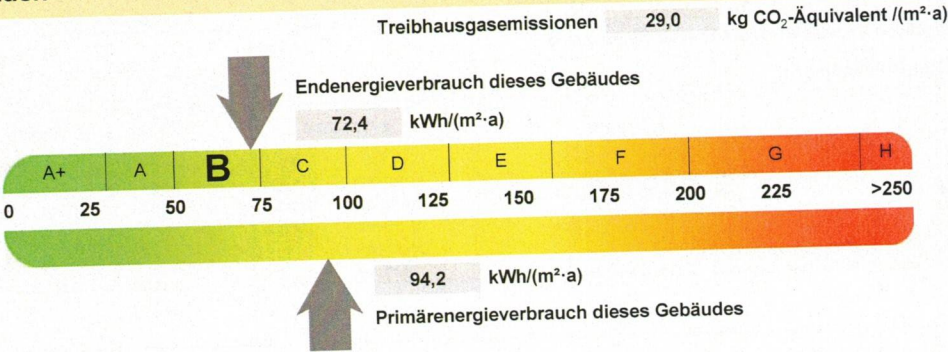 Treibhausgasemissionen 29,0 kg CO₂-Äquivalent /(m²·a)
Endenergieverbrauch dieses Gebäudes
72,4 kWh/(m²·a)
A+ A B C D E F G H
0 25 50 75 100 125 150 175 200 225 >250
94,2 kWh/(m²·a)
Primärenergieverbrauch dieses Gebäudes